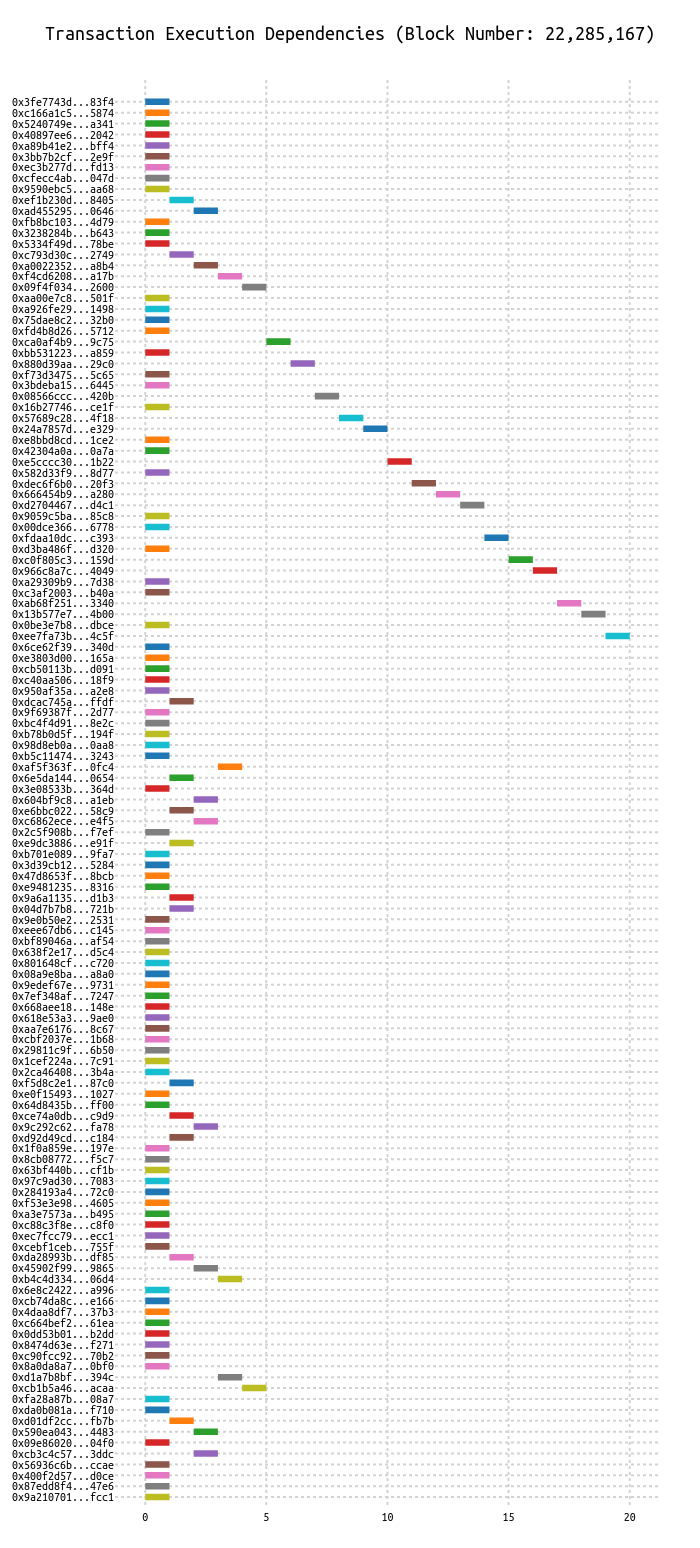 Transaction Execution Dependencies (Block Number: 22,285,167)
0x3fe7743d...83f4
0xc166a1c5...5874
0x5240749e...a341
0x40897ee6...2042
0xa89b41e2...bff4
0x3bb7b2cf...2e9f
0xec3b277d...fd13
0xcfecc4ab...047d
0x9590ebc5...aa68
0xef1b230d...8405
0xad455295...0646
0xfb8bc103...4d79
0x3238284b...b643
0x5334f49d...78be
0xc793d30c...2749
0xa0022352...a8b4
0xf4cd6208...a17b
0x09f4f034...2600
0xaa00e7c8...501f
0xa926fe29...1498
0x75dae8c2...32b0
0xfd4b8d26...5712
0xca0af4b9...9c75
0xbb531223...a859
0x880d39aa...29c0
0xf73d3475...5c65
0x3bdeba15...6445
0x08566ccc...420b
0x16b27746...ce1f
0x57689c28...4f18
0x24a7857d...e329
0xe8bbd8cd...1ce2
0x42304a0a...0a7a
0xe5cccc30...1b22
0x582d33f9...8d77
0xdec6f6b0...20f3
0x666454b9...a280
0xd2704467...d4c1
0x9059c5ba...85c8
0x00dce366...6778
0xfdaa10dc...c393
0xd3ba486f...d320
0xc0f805c3...159d
0x966c8a7c...4049
0xa29309b9...7d38
0xc3af2003...b40a
0xab68f251...3340
0x13b577e7...4b00
0x0be3e7b8...dbce
0xee7fa73b...4c5f
0x6ce62f39...340d
0xe3803d00...165a
0xcb50113b...d091
0xc40aa506...18f9
0x950af35a...a2e8
0xdcac745a...ffdf
0x9f69387f...2d77
0xbc4f4d91...8e2c
0xb78b0d5f...194f
0x98d8eb0a...0aa8
0xb5c11474...3243
0xaf5f363f...0fc4
0x6e5da144...0654
0x3e08533b...364d
0x604bf9c8...a1eb
0xe6bbc022...58c9
0xc6862ece...e4f5
0x2c5f908b...f7ef
0xe9dc3886...e91f
0xb701e089...9fa7
0x3d39cb12...5284
0x47d8653f...8bcb
0xe9481235...8316
0x9a6a1135...d1b3
0x04d7b7b8...721b
0x9e0b50e2...2531
0xeee67db6...c145
0xbf89046a...af54
0x638f2e17...d5c4
0x801648cf...c720
0x08a9e8ba...a8a0
0x9edef67e...9731
0x7ef348af...7247
0x668aee18...148e
0x618e53a3...9ae0
0xaa7e6176...8c67
0xcbf2037e...1b68
0x29811c9f...6b50
0x1cef224a...7c91
0x2ca46408...3b4a
0xf5d8c2e1...87c0
0xe0f15493...1027
0x64d8435b...ff00
0xce74a0db...c9d9
0x9c292c62...fa78
0xd92d49cd...c184
0x1f0a859e...197e
0x8cb08772...f5c7
0x63bf440b...cf1b
0x97c9ad30...7083
0x284193a4...72c0
0xf53e3e98...4605
0xa3e7573a...b495
0xc88c3f8e...c8f0
0xec7fcc79...ecc1
0xcebf1ceb...755f
0xda28993b...df85
0x45902f99...9865
0xb4c4d334...06d4
0x6e8c2422...a996
0xcb74da8c...e166
0x4daa8df7...37b3
0xc664bef2...61ea
0x0dd53b01...b2dd
0x8474d63e...f271
0xc90fcc92...70b2
0x8a0da8a7...0bf0
0xd1a7b8bf...394c
0xcb1b5a46...acaa
0xfa28a87b...08a7
0xda0b081a...f710
0xd01df2cc...fb7b
0x590ea043...4483
0x09e86020...04f0
0xcb3c4c57...3ddc
0x56936c6b...ccae
0x400f2d57...d0ce
0x87edd8f4...47e6
0x9a210701...fcc1
0 5 10 15 20